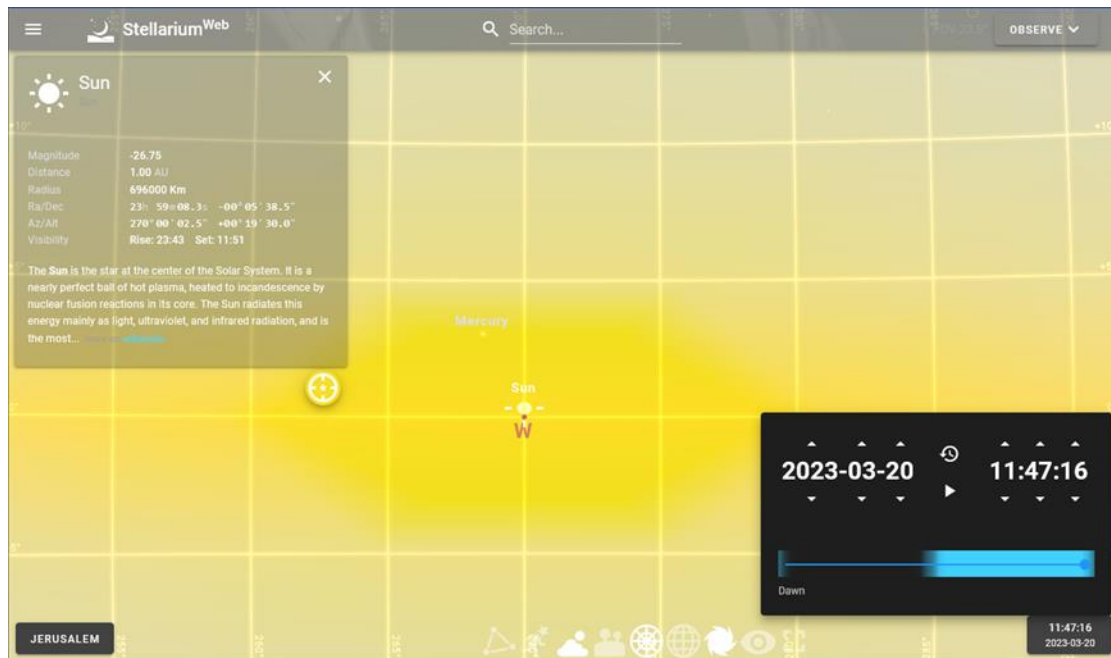 StellariumWeb
Search...
OBSERVE
Sun
Magnitude -26.75
Distance 1.00 AU
Radius 696000 Km
Ra/Dec 23h 59m08.3s -00°05'38.5"
Az/Alt 270°00'02.5" +00°19'30.0"
Visibility Rise: 23:43 Set: 11:51
The Sun is the star at the center of the Solar System. It is a
nearly perfect ball of hot plasma, heated to incandescence by
nuclear fusion reactions in its core. The Sun radiates this
energy mainly as light, ultraviolet, and infrared radiation, and is
the most...
Mercury
Sun
W
2023-03-20 11:47:16
Dawn
JERUSALEM
11:47:16
2023-03-20